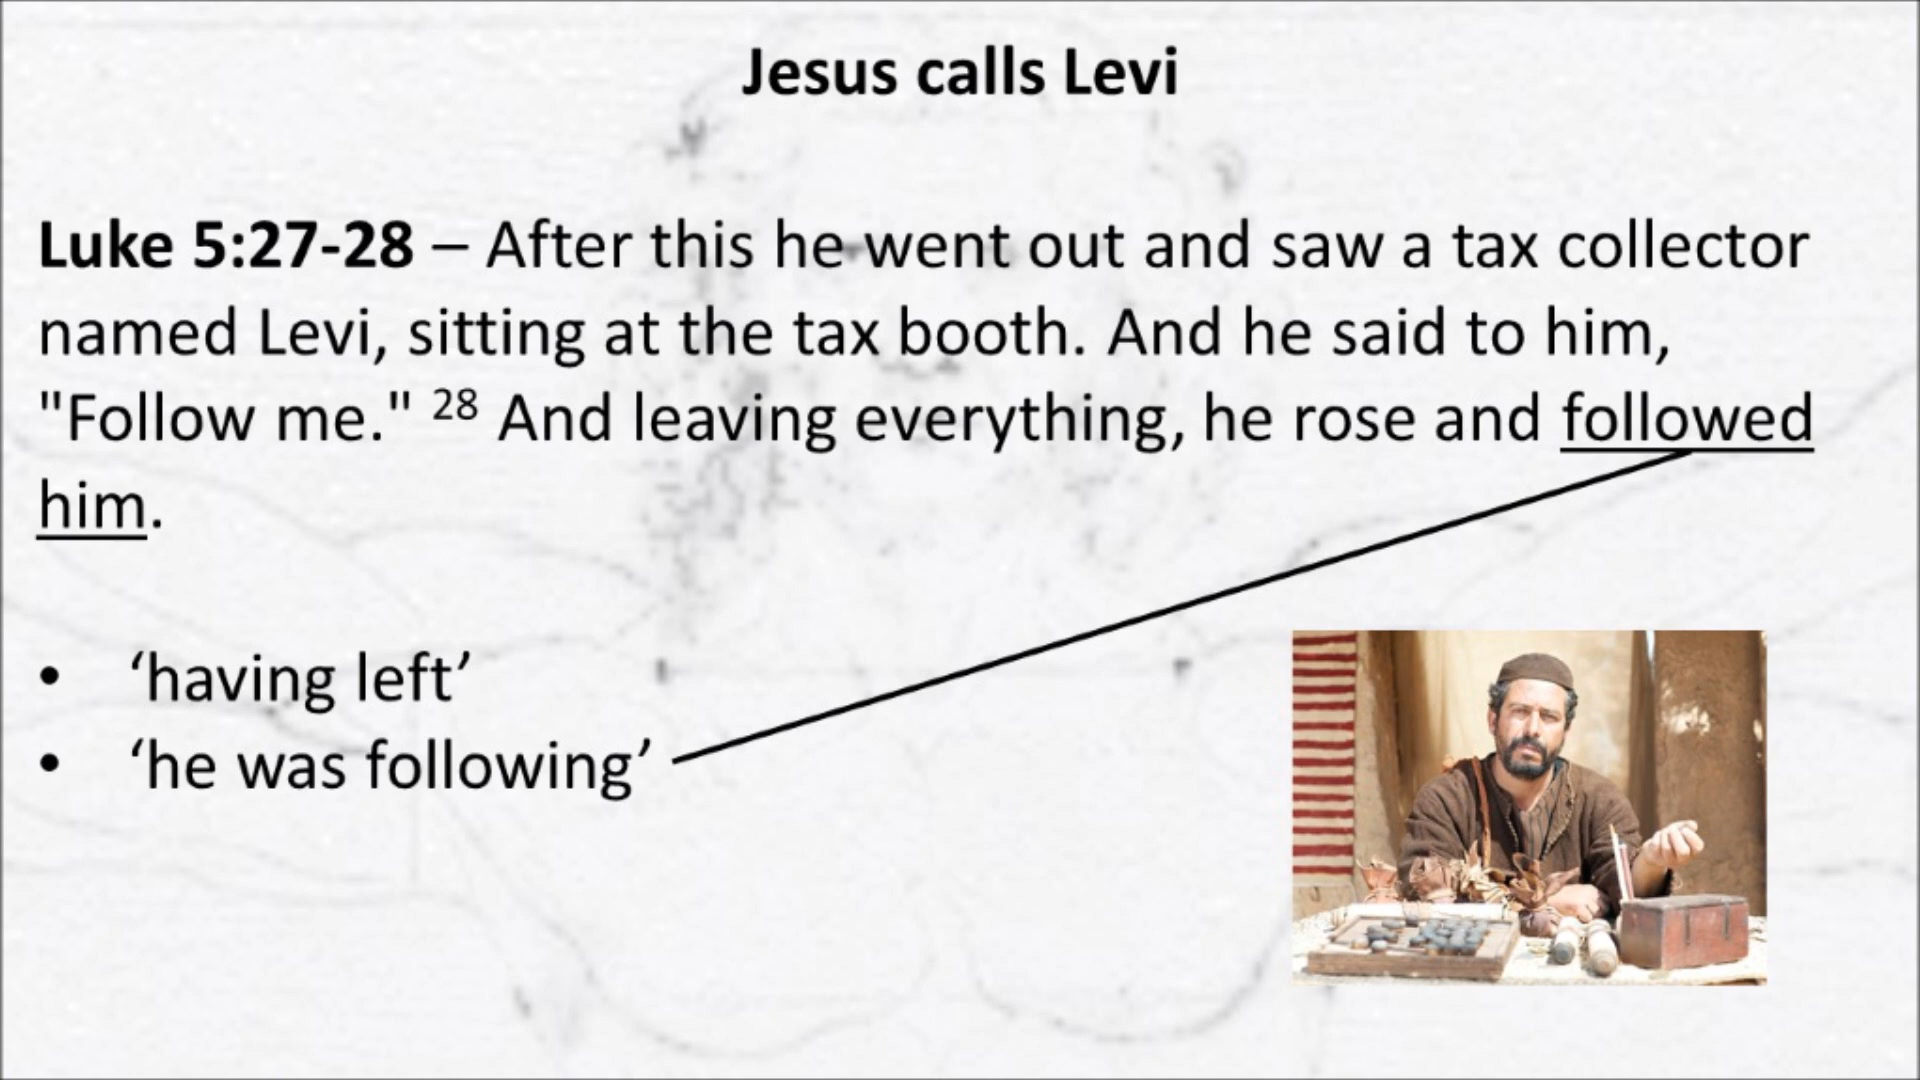 Jesus calls Levi
Luke 5:27-28 – After this he went out and saw a tax collector
named Levi, sitting at the tax booth. And he said to him,
"Follow me." 28 And leaving everything, he rose and followed
him.
• ‘having left’
• ‘he was following’